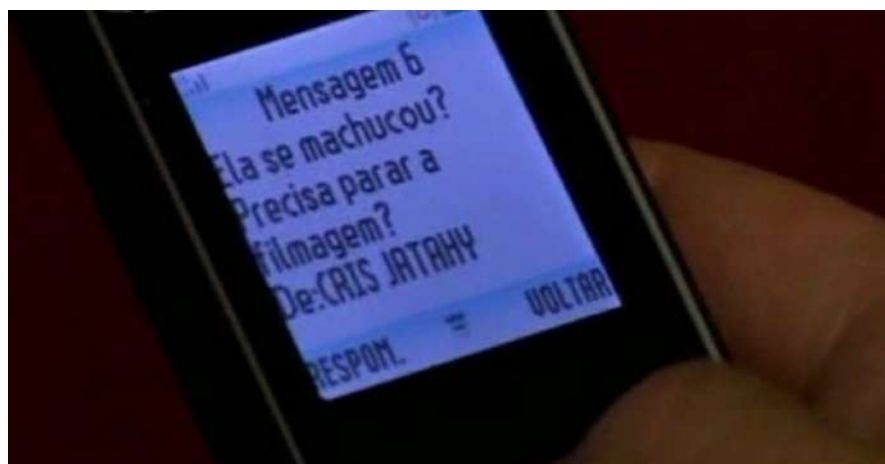 Mensagem 6
Ela se machucou?
Precisa parar a
filmagem?
De:CRIS JATAHY
RESPON. VOLTAR